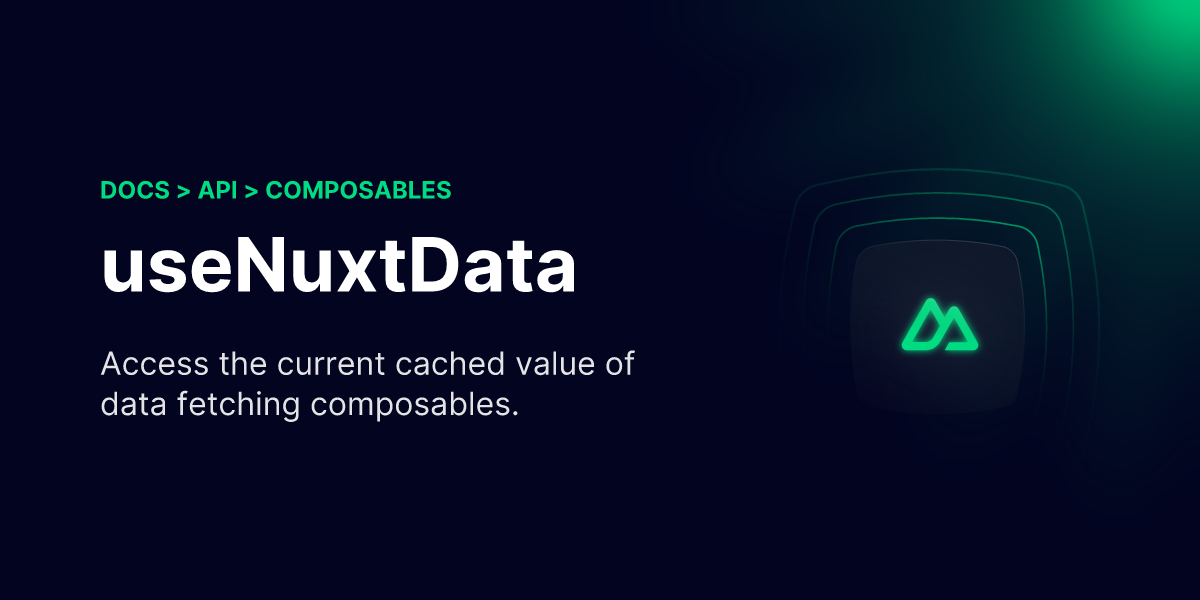 DOCS > API > COMPOSABLES
useNuxtData
Access the current cached value of
data fetching composables.